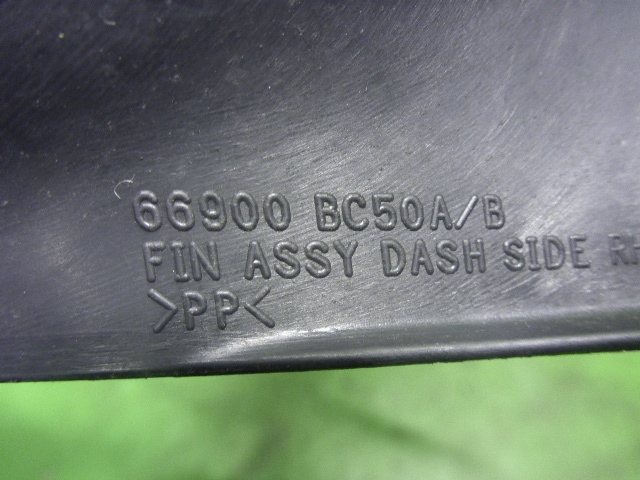 66900 BC50A/B
FIN ASSY DASH SIDE RH
>PP<